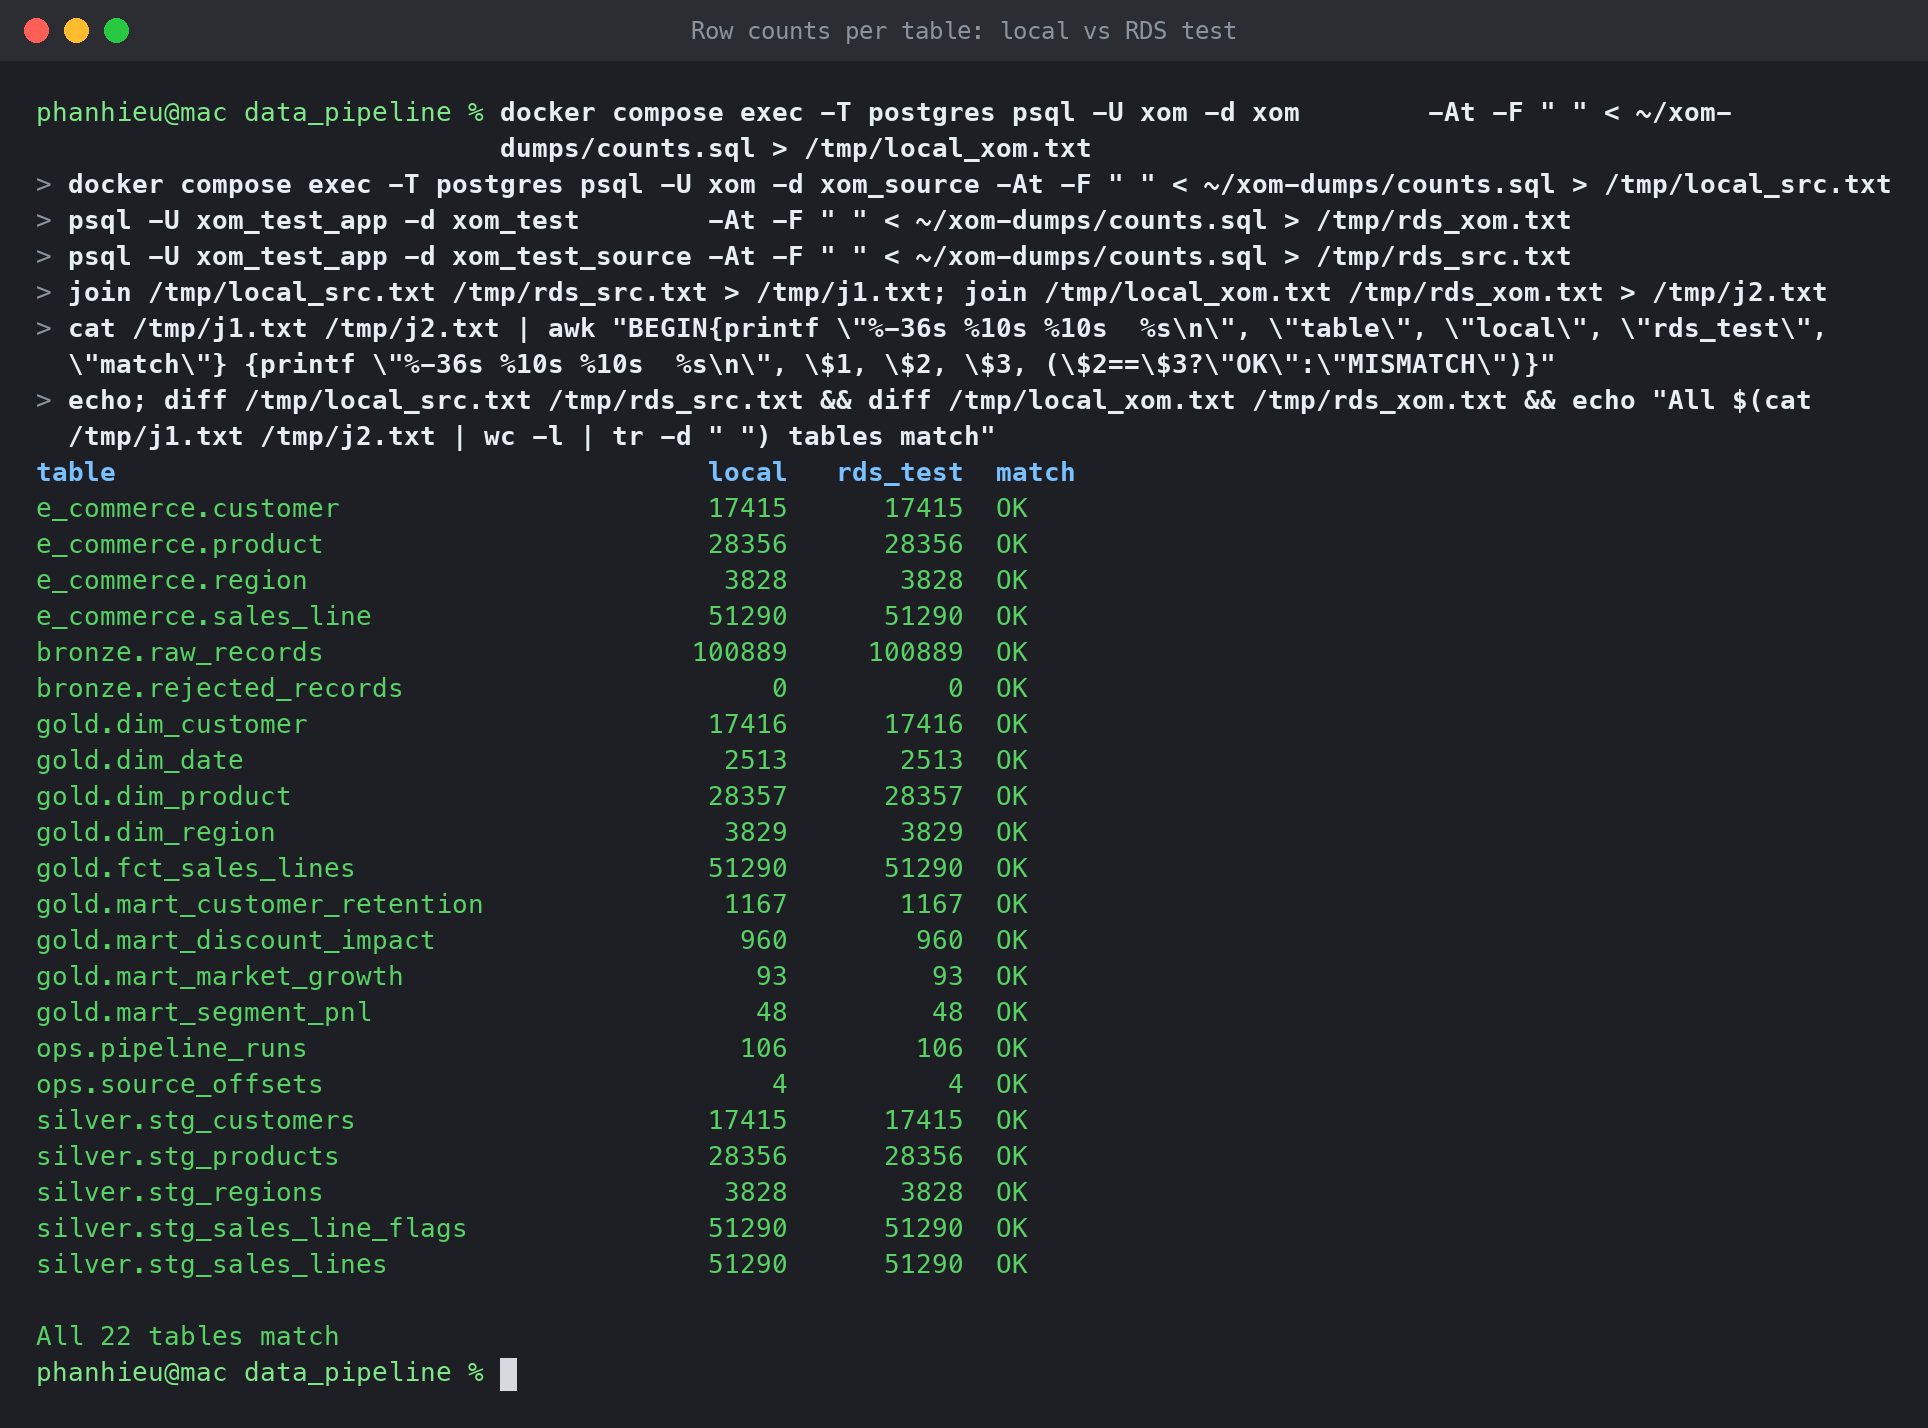 Row counts per table: local vs RDS test
phanhieu@mac data_pipeline % docker compose exec -T postgres psql -U xom -d xom        -At -F " " < ~/xom-
dumps/counts.sql > /tmp/local_xom.txt
> docker compose exec -T postgres psql -U xom -d xom_source -At -F " " < ~/xom-dumps/counts.sql > /tmp/local_src.txt
> psql -U xom_test_app -d xom_test        -At -F " " < ~/xom-dumps/counts.sql > /tmp/rds_xom.txt
> psql -U xom_test_app -d xom_test_source -At -F " " < ~/xom-dumps/counts.sql > /tmp/rds_src.txt
> join /tmp/local_src.txt /tmp/rds_src.txt > /tmp/j1.txt; join /tmp/local_xom.txt /tmp/rds_xom.txt > /tmp/j2.txt
> cat /tmp/j1.txt /tmp/j2.txt | awk "BEGIN{printf \"%-36s %10s %10s  %s\n\", \"table\", \"local\", \"rds_test\",
\"match\"} {printf \"%-36s %10s %10s  %s\n\", \$1, \$2, \$3, (\$2==\$3?\"OK\":\"MISMATCH\")}"
> echo; diff /tmp/local_src.txt /tmp/rds_src.txt && diff /tmp/local_xom.txt /tmp/rds_xom.txt && echo "All $(cat
/tmp/j1.txt /tmp/j2.txt | wc -l | tr -d " ") tables match"
table                                     local   rds_test  match
e_commerce.customer                       17415      17415  OK
e_commerce.product                        28356      28356  OK
e_commerce.region                          3828       3828  OK
e_commerce.sales_line                     51290      51290  OK
bronze.raw_records                       100889     100889  OK
bronze.rejected_records                       0          0  OK
gold.dim_customer                         17416      17416  OK
gold.dim_date                              2513       2513  OK
gold.dim_product                          28357      28357  OK
gold.dim_region                            3829       3829  OK
gold.fct_sales_lines                      51290      51290  OK
gold.mart_customer_retention               1167       1167  OK
gold.mart_discount_impact                   960        960  OK
gold.mart_market_growth                      93         93  OK
gold.mart_segment_pnl                        48         48  OK
ops.pipeline_runs                           106        106  OK
ops.source_offsets                            4          4  OK
silver.stg_customers                      17415      17415  OK
silver.stg_products                       28356      28356  OK
silver.stg_regions                         3828       3828  OK
silver.stg_sales_line_flags               51290      51290  OK
silver.stg_sales_lines                    51290      51290  OK
All 22 tables match
phanhieu@mac data_pipeline %